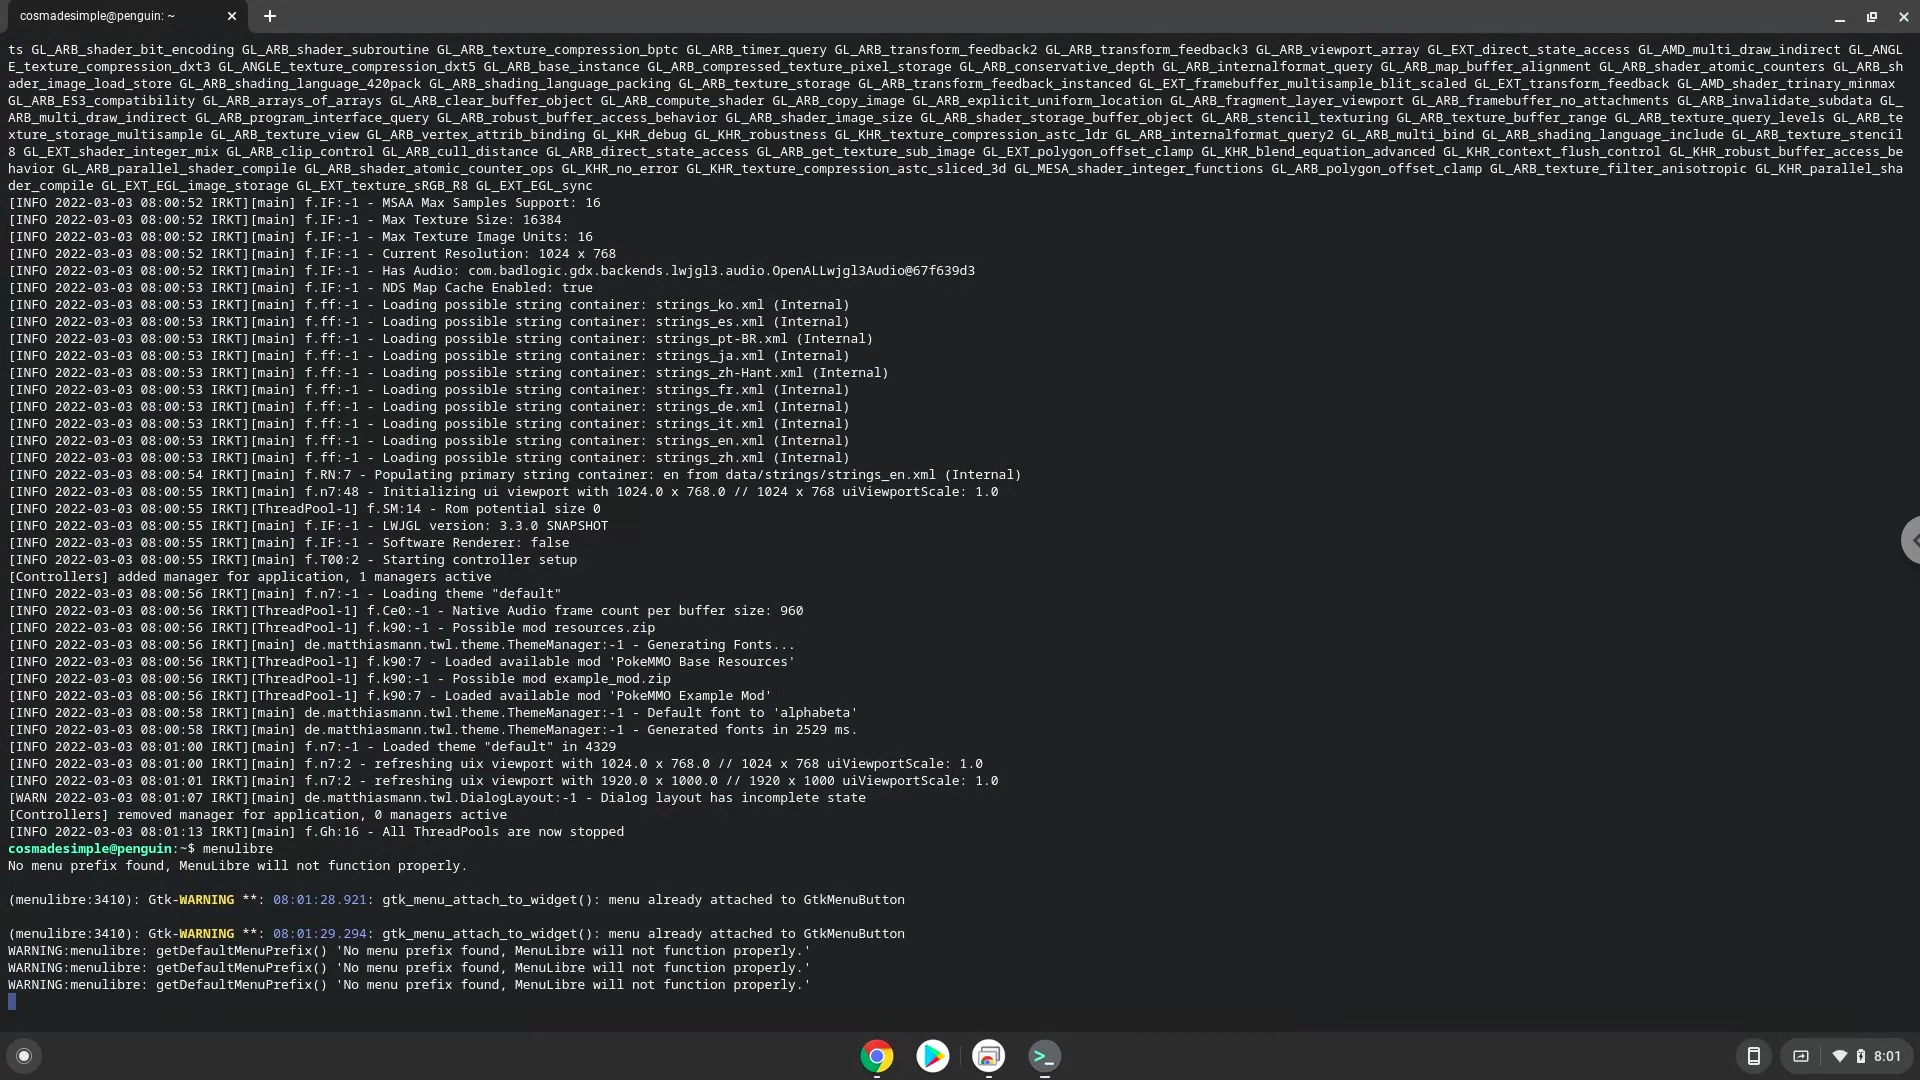 cosmadesimple@penguin: ~
ts GL_ARB_shader_bit_encoding GL_ARB_shader_subroutine GL_ARB_texture_compression_bptc GL_ARB_timer_query GL_ARB_transform_feedback2 GL_ARB_transform_feedback3 GL_ARB_viewport_array GL_EXT_direct_state_access GL_AMD_multi_draw_indirect GL_ANGL
E_texture_compression_dxt3 GL_ANGLE_texture_compression_dxt5 GL_ARB_base_instance GL_ARB_compressed_texture_pixel_storage GL_ARB_conservative_depth GL_ARB_internalformat_query GL_ARB_map_buffer_alignment GL_ARB_shader_atomic_counters GL_ARB_sh
ader_image_load_store GL_ARB_shading_language_420pack GL_ARB_shading_language_packing GL_ARB_texture_storage GL_ARB_transform_feedback_instanced GL_EXT_framebuffer_multisample_blit_scaled GL_EXT_transform_feedback GL_AMD_shader_trinary_minmax
GL_ARB_ES3_compatibility GL_ARB_arrays_of_arrays GL_ARB_clear_buffer_object GL_ARB_compute_shader GL_ARB_copy_image GL_ARB_explicit_uniform_location GL_ARB_fragment_layer_viewport GL_ARB_framebuffer_no_attachments GL_ARB_invalidate_subdata GL_
ARB_multi_draw_indirect GL_ARB_program_interface_query GL_ARB_robust_buffer_access_behavior GL_ARB_shader_image_size GL_ARB_shader_storage_buffer_object GL_ARB_stencil_texturing GL_ARB_texture_buffer_range GL_ARB_texture_query_levels GL_ARB_te
xture_storage_multisample GL_ARB_texture_view GL_ARB_vertex_attrib_binding GL_KHR_debug GL_KHR_robustness GL_KHR_texture_compression_astc_ldr GL_ARB_internalformat_query2 GL_ARB_multi_bind GL_ARB_shading_language_include GL_ARB_texture_stencil
8 GL_EXT_shader_integer_mix GL_ARB_clip_control GL_ARB_cull_distance GL_ARB_direct_state_access GL_ARB_get_texture_sub_image GL_EXT_polygon_offset_clamp GL_KHR_blend_equation_advanced GL_KHR_context_flush_control GL_KHR_robust_buffer_access_be
havior GL_ARB_parallel_shader_compile GL_ARB_shader_atomic_counter_ops GL_KHR_no_error GL_KHR_texture_compression_astc_sliced_3d GL_MESA_shader_integer_functions GL_ARB_polygon_offset_clamp GL_ARB_texture_filter_anisotropic GL_KHR_parallel_sha
der_compile GL_EXT_EGL_image_storage GL_EXT_texture_sRGB_R8 GL_EXT_EGL_sync
[INFO 2022-03-03 08:00:52 IRKT][main] f.IF:-1 - MSAA Max Samples Support: 16
[INFO 2022-03-03 08:00:52 IRKT][main] f.IF:-1 - Max Texture Size: 16384
[INFO 2022-03-03 08:00:52 IRKT][main] f.IF:-1 - Max Texture Image Units: 16
[INFO 2022-03-03 08:00:52 IRKT][main] f.IF:-1 - Current Resolution: 1024 x 768
[INFO 2022-03-03 08:00:52 IRKT][main] f.IF:-1 - Has Audio: com.badlogic.gdx.backends.lwjgl3.audio.OpenALLwjgl3Audio@67f639d3
[INFO 2022-03-03 08:00:53 IRKT][main] f.IF:-1 - NDS Map Cache Enabled: true
[INFO 2022-03-03 08:00:53 IRKT][main] f.ff:-1 - Loading possible string container: strings_ko.xml (Internal)
[INFO 2022-03-03 08:00:53 IRKT][main] f.ff:-1 - Loading possible string container: strings_es.xml (Internal)
[INFO 2022-03-03 08:00:53 IRKT][main] f.ff:-1 - Loading possible string container: strings_pt-BR.xml (Internal)
[INFO 2022-03-03 08:00:53 IRKT][main] f.ff:-1 - Loading possible string container: strings_ja.xml (Internal)
[INFO 2022-03-03 08:00:53 IRKT][main] f.ff:-1 - Loading possible string container: strings_zh-Hant.xml (Internal)
[INFO 2022-03-03 08:00:53 IRKT][main] f.ff:-1 - Loading possible string container: strings_fr.xml (Internal)
[INFO 2022-03-03 08:00:53 IRKT][main] f.ff:-1 - Loading possible string container: strings_de.xml (Internal)
[INFO 2022-03-03 08:00:53 IRKT][main] f.ff:-1 - Loading possible string container: strings_it.xml (Internal)
[INFO 2022-03-03 08:00:53 IRKT][main] f.ff:-1 - Loading possible string container: strings_en.xml (Internal)
[INFO 2022-03-03 08:00:53 IRKT][main] f.ff:-1 - Loading possible string container: strings_zh.xml (Internal)
[INFO 2022-03-03 08:00:54 IRKT][main] f.RN:7 - Populating primary string container: en from data/strings/strings_en.xml (Internal)
[INFO 2022-03-03 08:00:55 IRKT][main] f.n7:48 - Initializing ui viewport with 1024.0 x 768.0 // 1024 x 768 uiViewportScale: 1.0
[INFO 2022-03-03 08:00:55 IRKT][ThreadPool-1] f.SM:14 - Rom potential size 0
[INFO 2022-03-03 08:00:55 IRKT][main] f.IF:-1 - LWJGL version: 3.3.0 SNAPSHOT
[INFO 2022-03-03 08:00:55 IRKT][main] f.IF:-1 - Software Renderer: false
[INFO 2022-03-03 08:00:55 IRKT][main] f.T00:2 - Starting controller setup
[Controllers] added manager for application, 1 managers active
[INFO 2022-03-03 08:00:56 IRKT][main] f.n7:-1 - Loading theme "default"
[INFO 2022-03-03 08:00:56 IRKT][ThreadPool-1] f.Ce0:-1 - Native Audio frame count per buffer size: 960
[INFO 2022-03-03 08:00:56 IRKT][ThreadPool-1] f.k90:-1 - Possible mod resources.zip
[INFO 2022-03-03 08:00:56 IRKT][main] de.matthiasmann.twl.theme.ThemeManager:-1 - Generating Fonts...
[INFO 2022-03-03 08:00:56 IRKT][ThreadPool-1] f.k90:7 - Loaded available mod 'PokeMMO Base Resources'
[INFO 2022-03-03 08:00:56 IRKT][ThreadPool-1] f.k90:-1 - Possible mod example_mod.zip
[INFO 2022-03-03 08:00:56 IRKT][ThreadPool-1] f.k90:7 - Loaded available mod 'PokeMMO Example Mod'
[INFO 2022-03-03 08:00:58 IRKT][main] de.matthiasmann.twl.theme.ThemeManager:-1 - Default font to 'alphabeta'
[INFO 2022-03-03 08:00:58 IRKT][main] de.matthiasmann.twl.theme.ThemeManager:-1 - Generated fonts in 2529 ms.
[INFO 2022-03-03 08:01:00 IRKT][main] f.n7:-1 - Loaded theme "default" in 4329
[INFO 2022-03-03 08:01:00 IRKT][main] f.n7:2 - refreshing uix viewport with 1024.0 x 768.0 // 1024 x 768 uiViewportScale: 1.0
[INFO 2022-03-03 08:01:01 IRKT][main] f.n7:2 - refreshing uix viewport with 1920.0 x 1000.0 // 1920 x 1000 uiViewportScale: 1.0
[WARN 2022-03-03 08:01:07 IRKT][main] de.matthiasmann.twl.DialogLayout:-1 - Dialog layout has incomplete state
[Controllers] removed manager for application, 0 managers active
[INFO 2022-03-03 08:01:13 IRKT][main] f.Gh:16 - All ThreadPools are now stopped
cosmadesimple@penguin:~$ menulibre
No menu prefix found, MenuLibre will not function properly.
(menulibre:3410): Gtk-WARNING **: 08:01:28.921: gtk_menu_attach_to_widget(): menu already attached to GtkMenuButton
(menulibre:3410): Gtk-WARNING **: 08:01:29.294: gtk_menu_attach_to_widget(): menu already attached to GtkMenuButton
WARNING:menulibre: getDefaultMenuPrefix() 'No menu prefix found, MenuLibre will not function properly.'
WARNING:menulibre: getDefaultMenuPrefix() 'No menu prefix found, MenuLibre will not function properly.'
WARNING:menulibre: getDefaultMenuPrefix() 'No menu prefix found, MenuLibre will not function properly.'
8:01